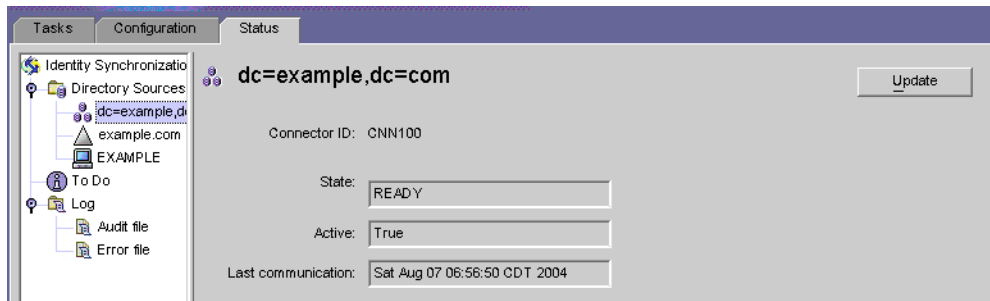 Tasks Configuration Status
Identity Synchronizatio
Directory Sources
dc=example,d
example.com
EXAMPLE
To Do
Log
Audit file
Error file
dc=example,dc=com
Update
Connector ID: CNN100
State: READY
Active: True
Last communication: Sat Aug 07 06:56:50 CDT 2004